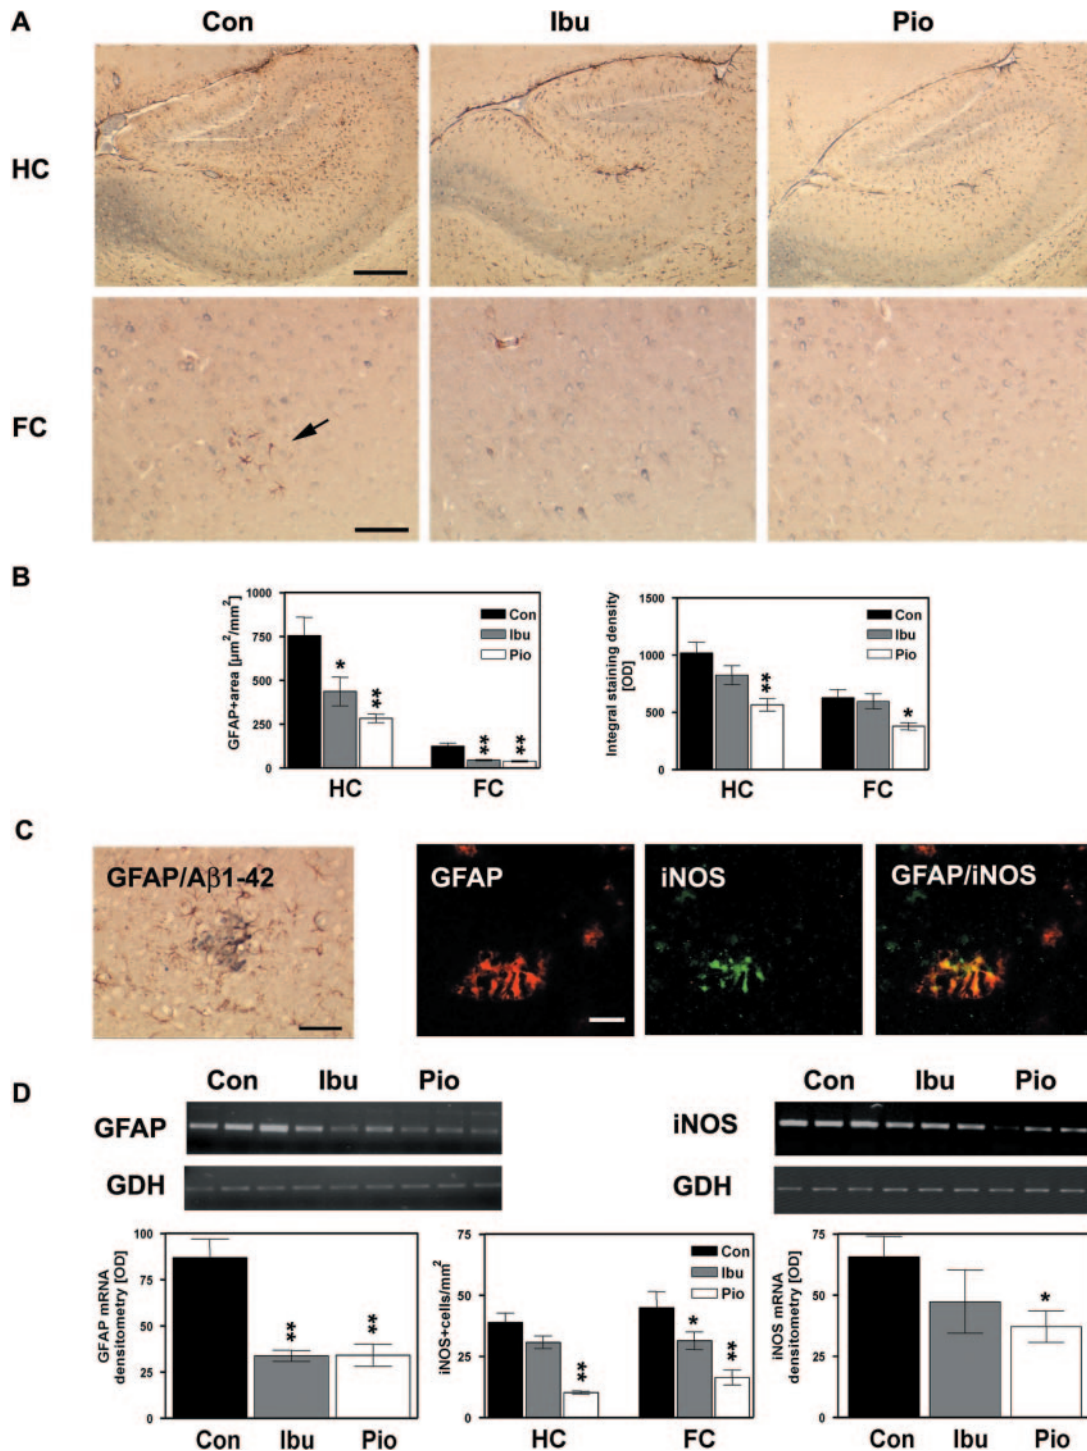 A
Con Ibu Pio
HC
FC
B
GFAP+area [µm²/mm²]
1000
750
500
250
0
Con
Ibu
Pio
*
**
**
**
HC FC
Integral staining density [OD]
1500
1000
500
0
Con
Ibu
Pio
**
*
HC FC
C
GFAP/Aβ1-42
GFAP
iNOS
GFAP/iNOS
D
Con Ibu Pio
GFAP
GDH
Con Ibu Pio
iNOS
GDH
GFAP mRNA
densitometry [OD]
100
75
50
25
0
**
**
Con Ibu Pio
iNOS+cells/mm²
75
50
25
0
Con
Ibu
Pio
**
*
**
HC FC
iNOS mRNA
densitometry [OD]
75
50
25
0
*
Con Ibu Pio